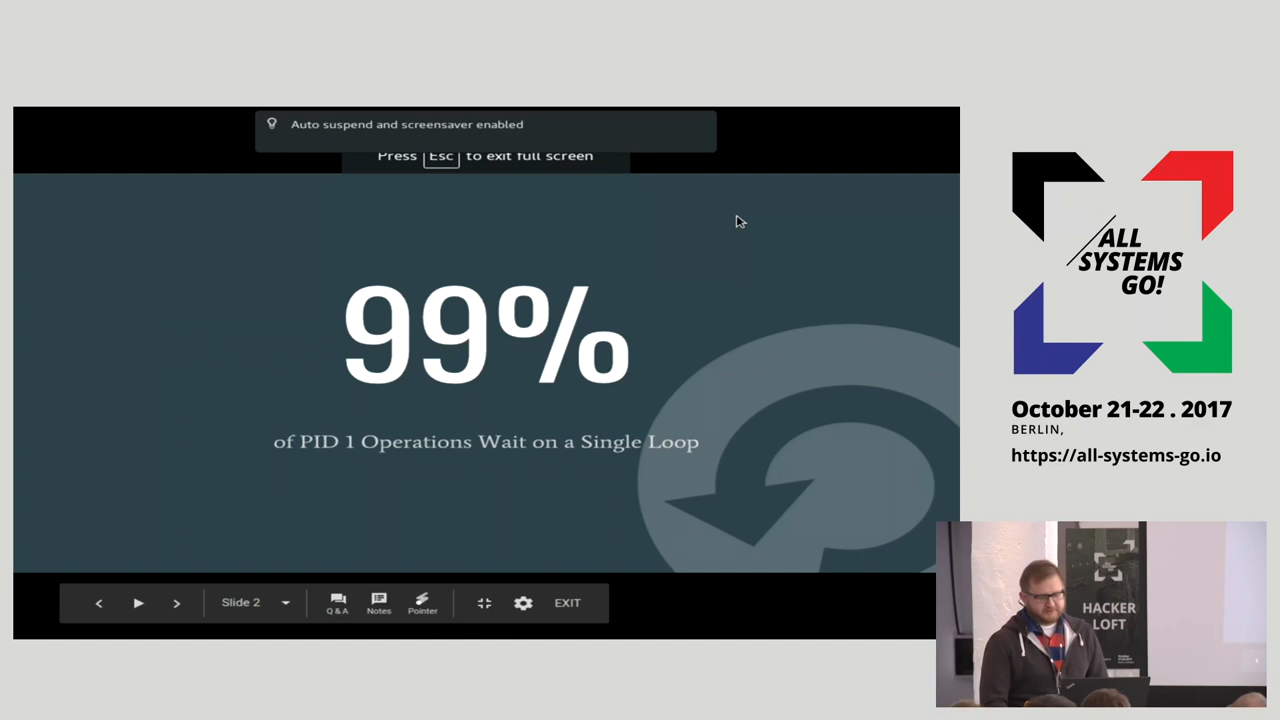 Auto suspend and screensaver enabled
Press Esc to exit full screen
99%
of PID 1 Operations Wait on a Single Loop
Slide 2
Q & A
Notes
Pointer
EXIT
ALL
SYSTEMS
GO!
October 21-22 . 2017
BERLIN,
https://all-systems-go.io
HACKER
LOFT